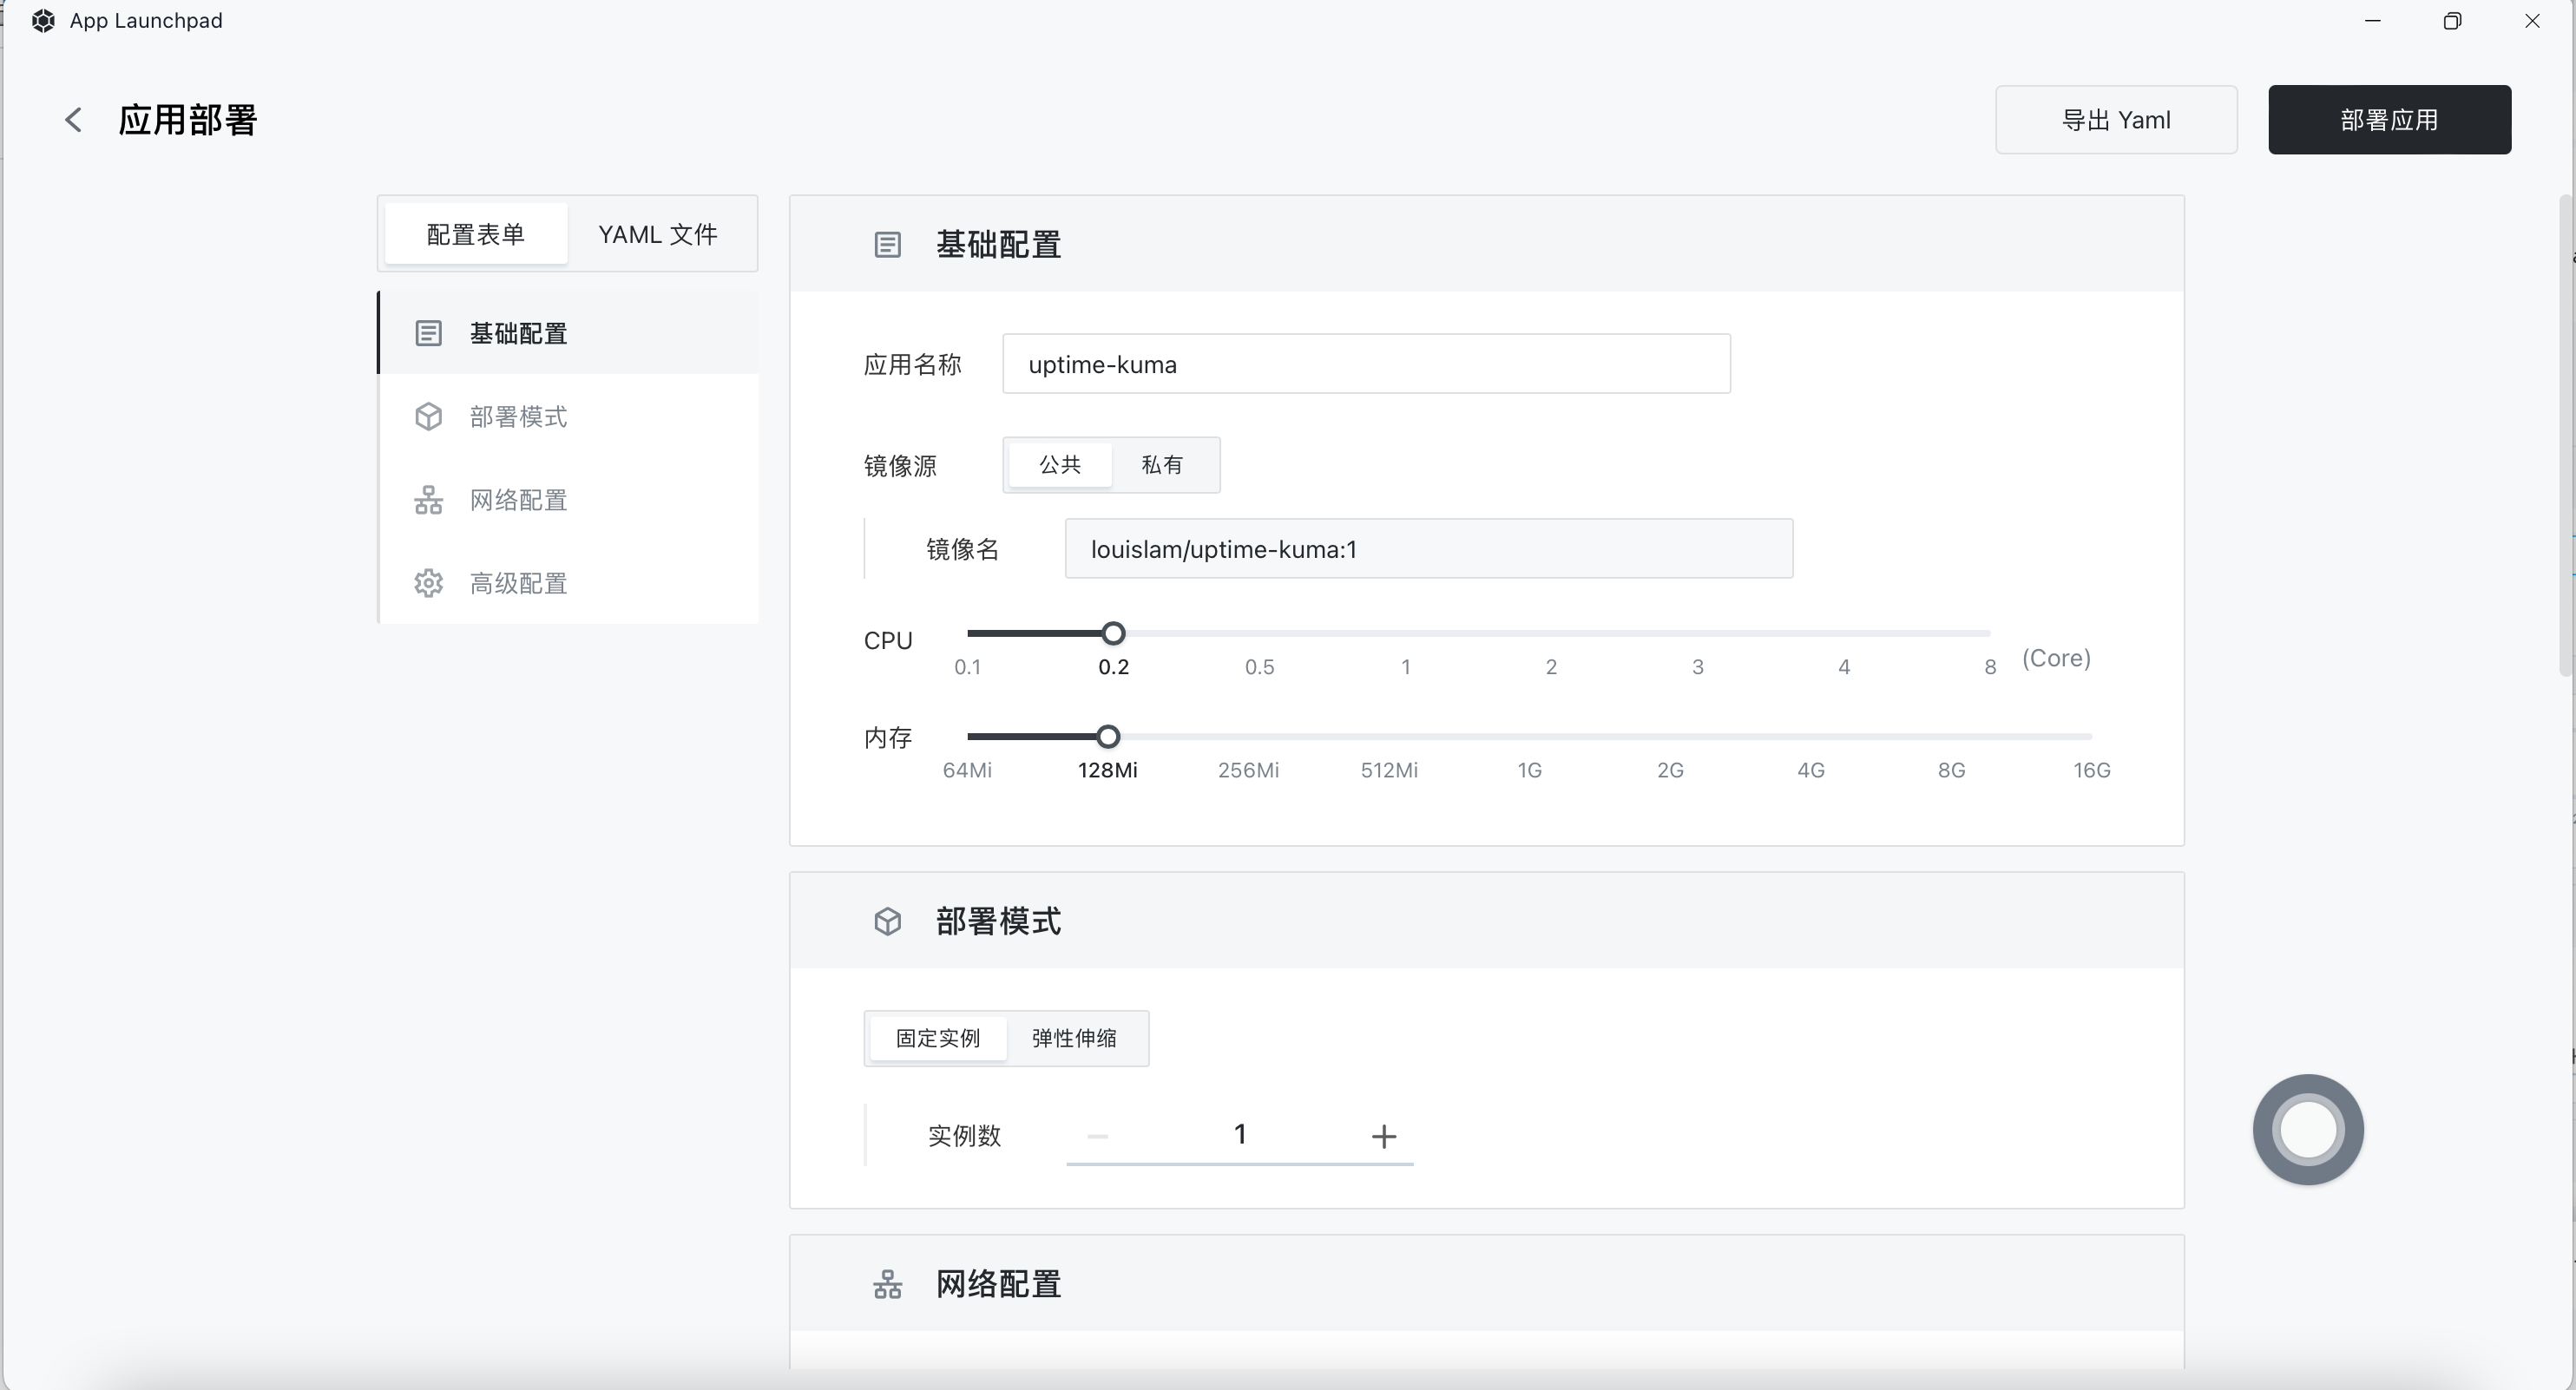 App Launchpad
应用部署
导出 Yaml
部署应用
配置表单
YAML 文件
基础配置
部署模式
网络配置
高级配置
基础配置
应用名称
uptime-kuma
镜像源
公共
私有
镜像名
louislam/uptime-kuma:1
CPU
0.1 0.2 0.5 1 2 3 4 8 (Core)
内存
64Mi 128Mi 256Mi 512Mi 1G 2G 4G 8G 16G
部署模式
固定实例
弹性伸缩
实例数
1
网络配置